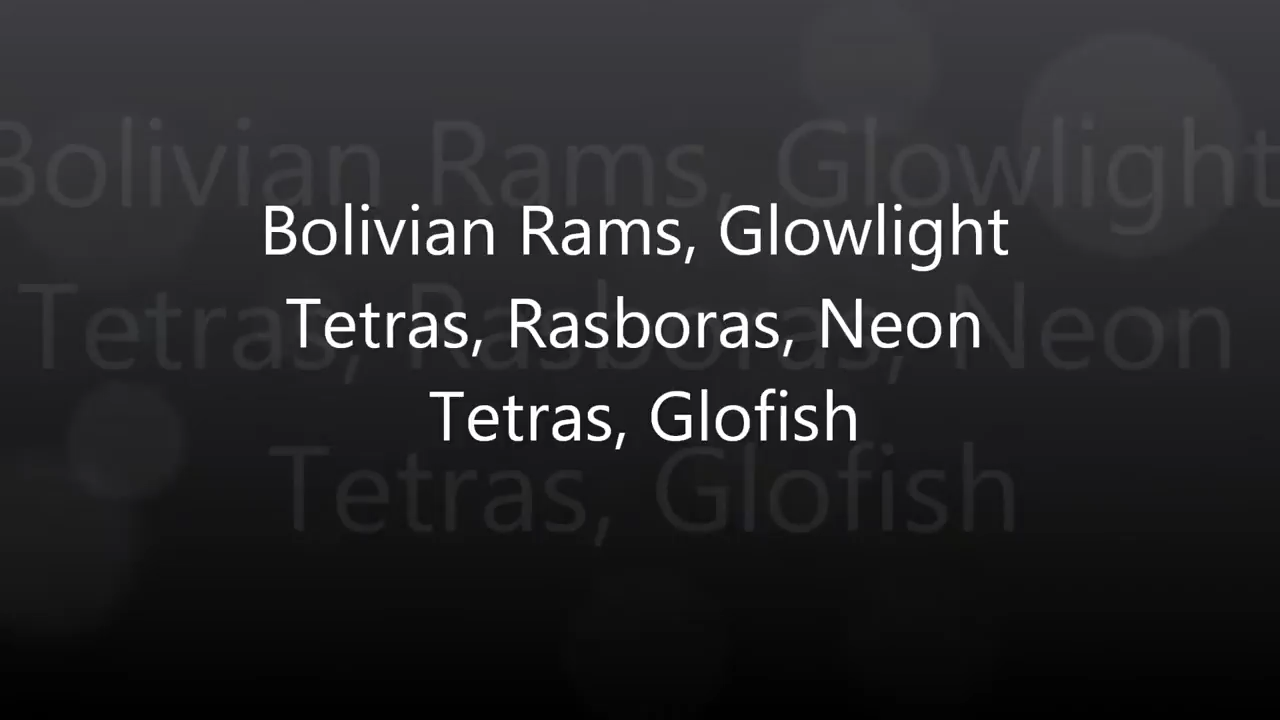 Bolivian Rams, Glowlight
Tetras, Rasboras, Neon
Tetras, Glofish